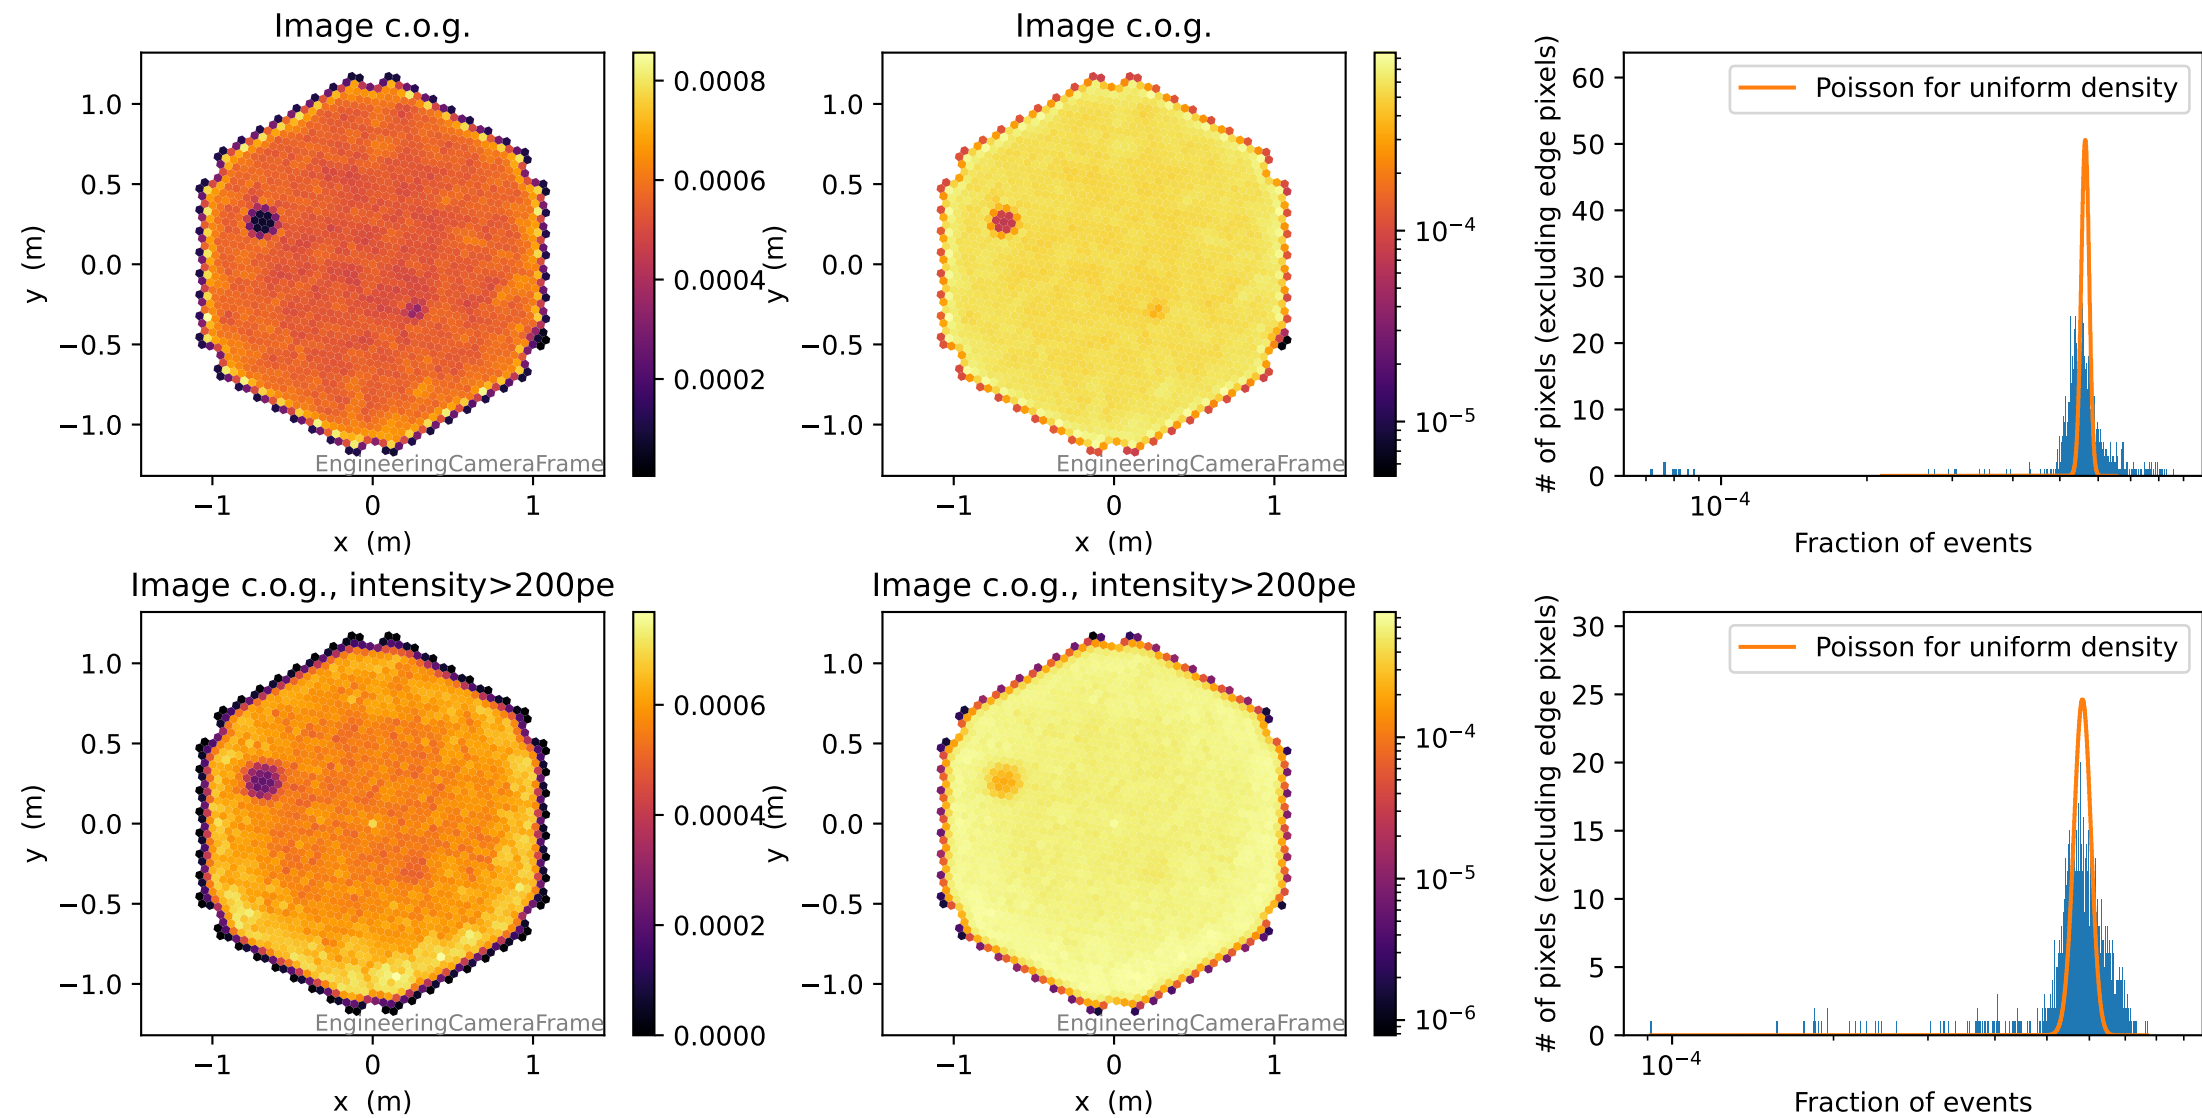 Image c.o.g.
Image c.o.g.
1.0
0.5
0.0
−0.5
−1.0
−1
0
1
y (m)
x (m)
EngineeringCameraFrame
0.0008
0.0006
0.0004
0.0002
1.0
0.5
0.0
−0.5
−1.0
−1
0
1
y (m)
x (m)
EngineeringCameraFrame
10⁻⁴
10⁻⁵
# of pixels (excluding edge pixels)
60
50
40
30
20
10
0
Poisson for uniform density
10⁻⁴
Fraction of events
Image c.o.g., intensity>200pe
Image c.o.g., intensity>200pe
1.0
0.5
0.0
−0.5
−1.0
−1
0
1
y (m)
x (m)
EngineeringCameraFrame
0.0006
0.0004
0.0002
0.0000
1.0
0.5
0.0
−0.5
−1.0
−1
0
1
y (m)
x (m)
EngineeringCameraFrame
10⁻⁴
10⁻⁵
10⁻⁶
# of pixels (excluding edge pixels)
30
25
20
15
10
5
0
Poisson for uniform density
10⁻⁴
Fraction of events